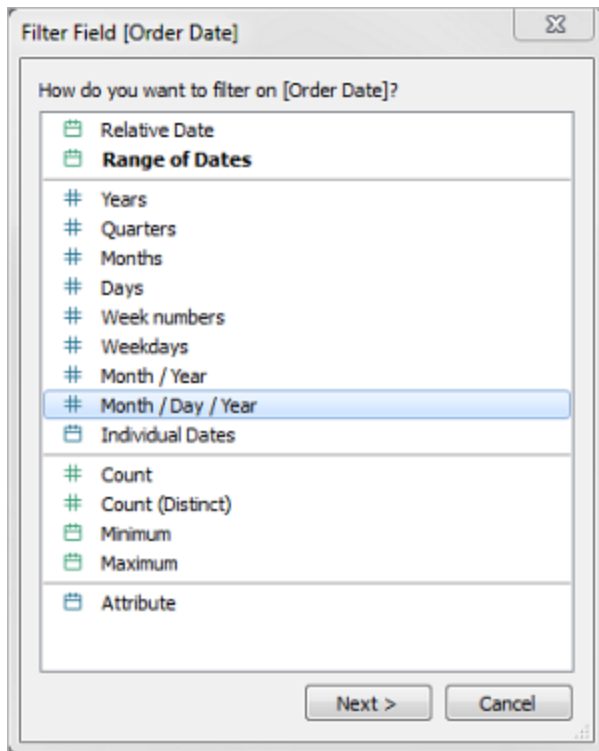 Filter Field [Order Date]
How do you want to filter on [Order Date]?
Relative Date
Range of Dates
Years
Quarters
Months
Days
Week numbers
Weekdays
Month / Year
Month / Day / Year
Individual Dates
Count
Count (Distinct)
Minimum
Maximum
Attribute
Next >
Cancel